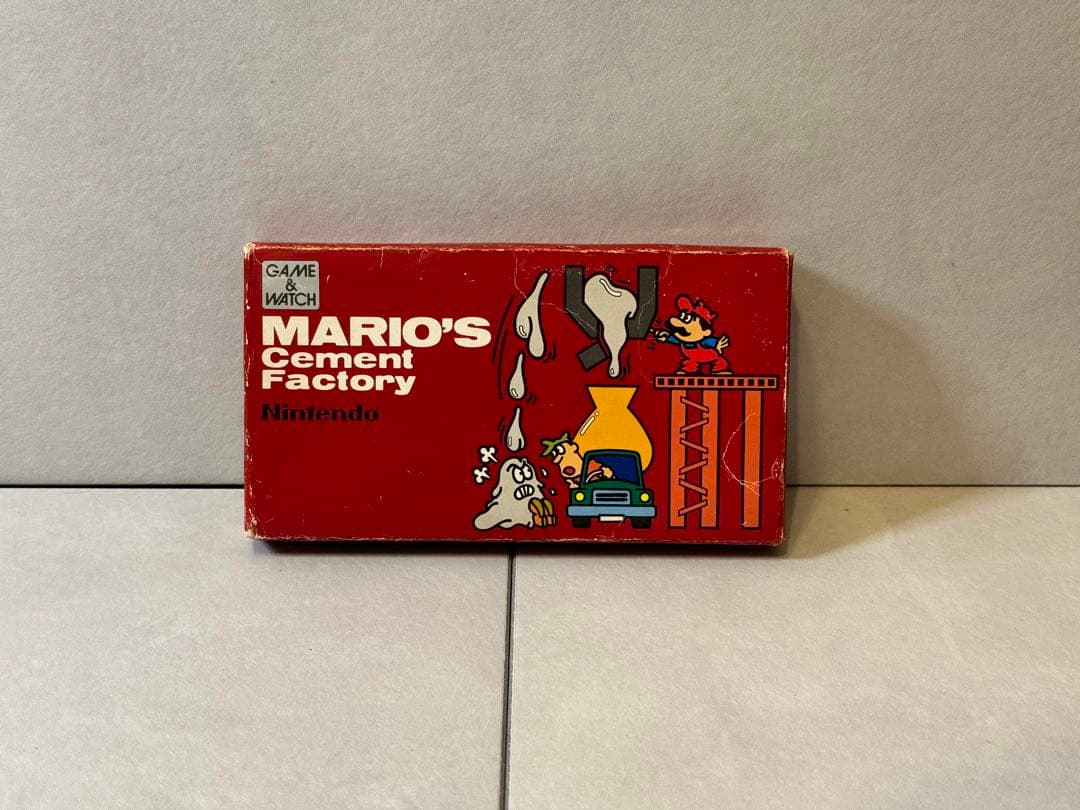 GAME
&
WATCH
MARIO'S
Cement
Factory
Nintendo